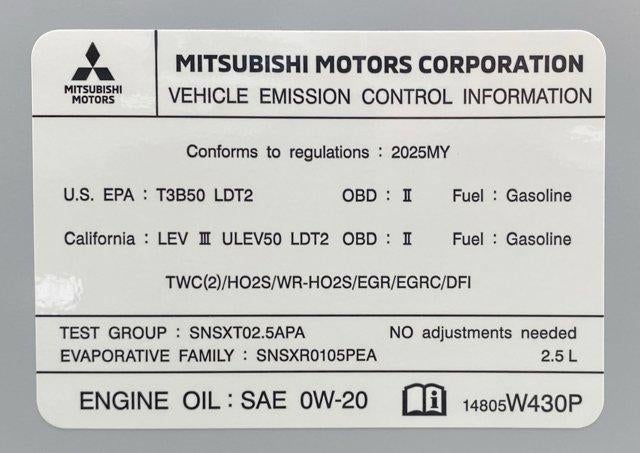 MITSUBISHI
MOTORS
MITSUBISHI MOTORS CORPORATION
VEHICLE EMISSION CONTROL INFORMATION
Conforms to regulations : 2025MY
U.S. EPA : T3B50 LDT2 OBD : Ⅱ Fuel : Gasoline
California : LEV Ⅲ ULEV50 LDT2 OBD : Ⅱ Fuel : Gasoline
TWC(2)/HO2S/WR-HO2S/EGR/EGRC/DFI
TEST GROUP : SNSXT02.5APA NO adjustments needed
EVAPORATIVE FAMILY : SNSXR0105PEA 2.5 L
ENGINE OIL : SAE 0W-20 i 14805W430P